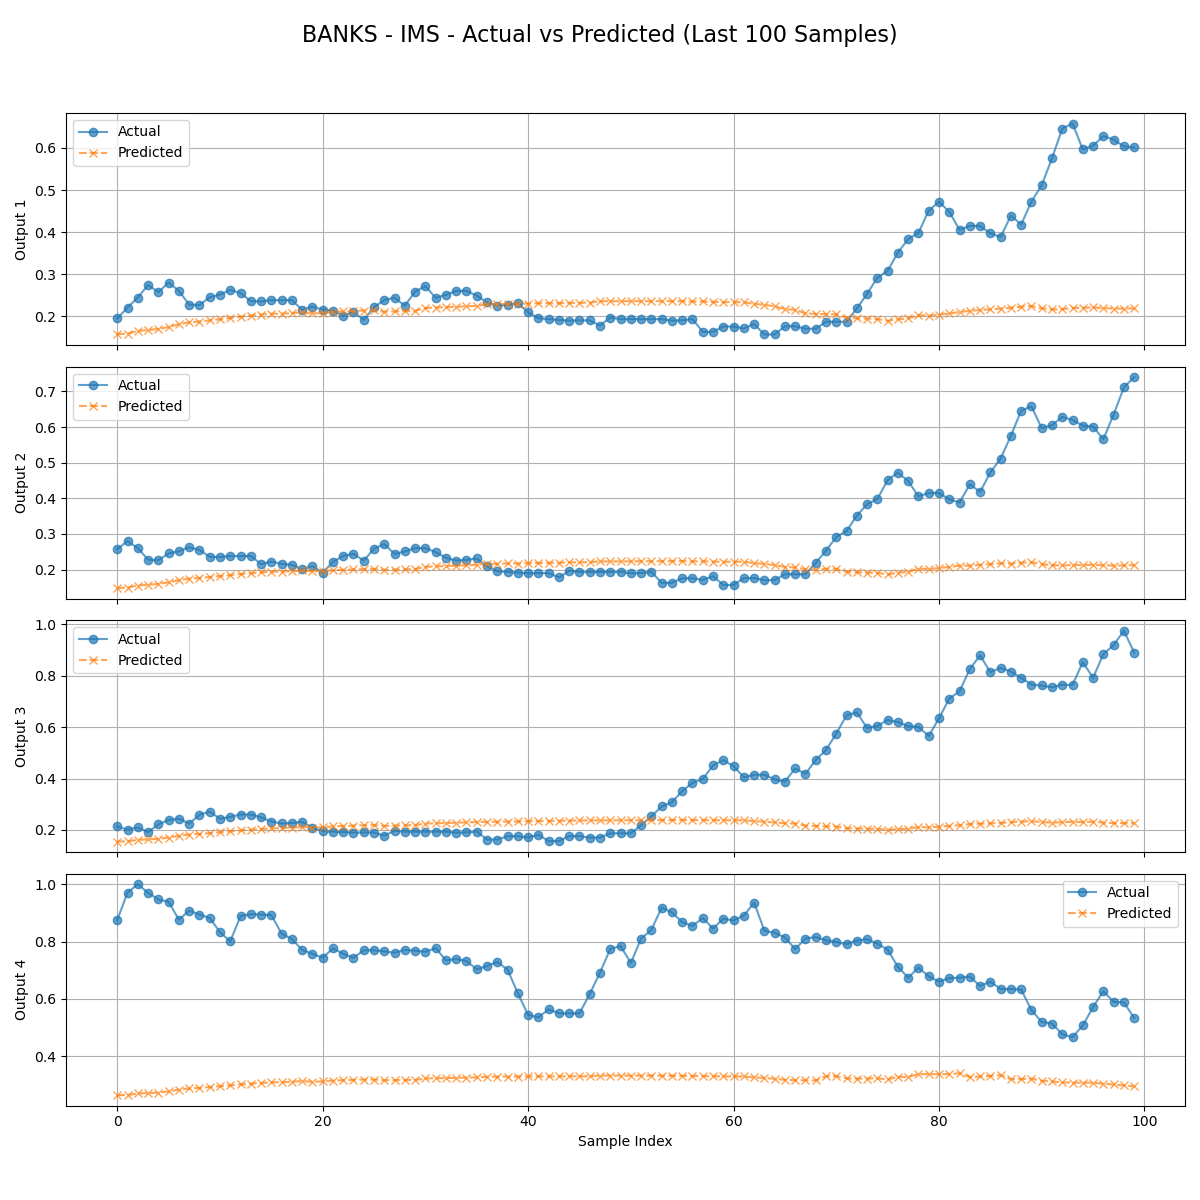 BANKS - IMS - Actual vs Predicted (Last 100 Samples)
Actual
Predicted
0.6
0.5
0.4
0.3
0.2
Output 1
Actual
Predicted
0.7
0.6
0.5
0.4
0.3
0.2
Output 2
Actual
Predicted
1.0
0.8
0.6
0.4
0.2
Output 3
Actual
Predicted
1.0
0.8
0.6
0.4
Output 4
0 20 40 60 80 100
Sample Index